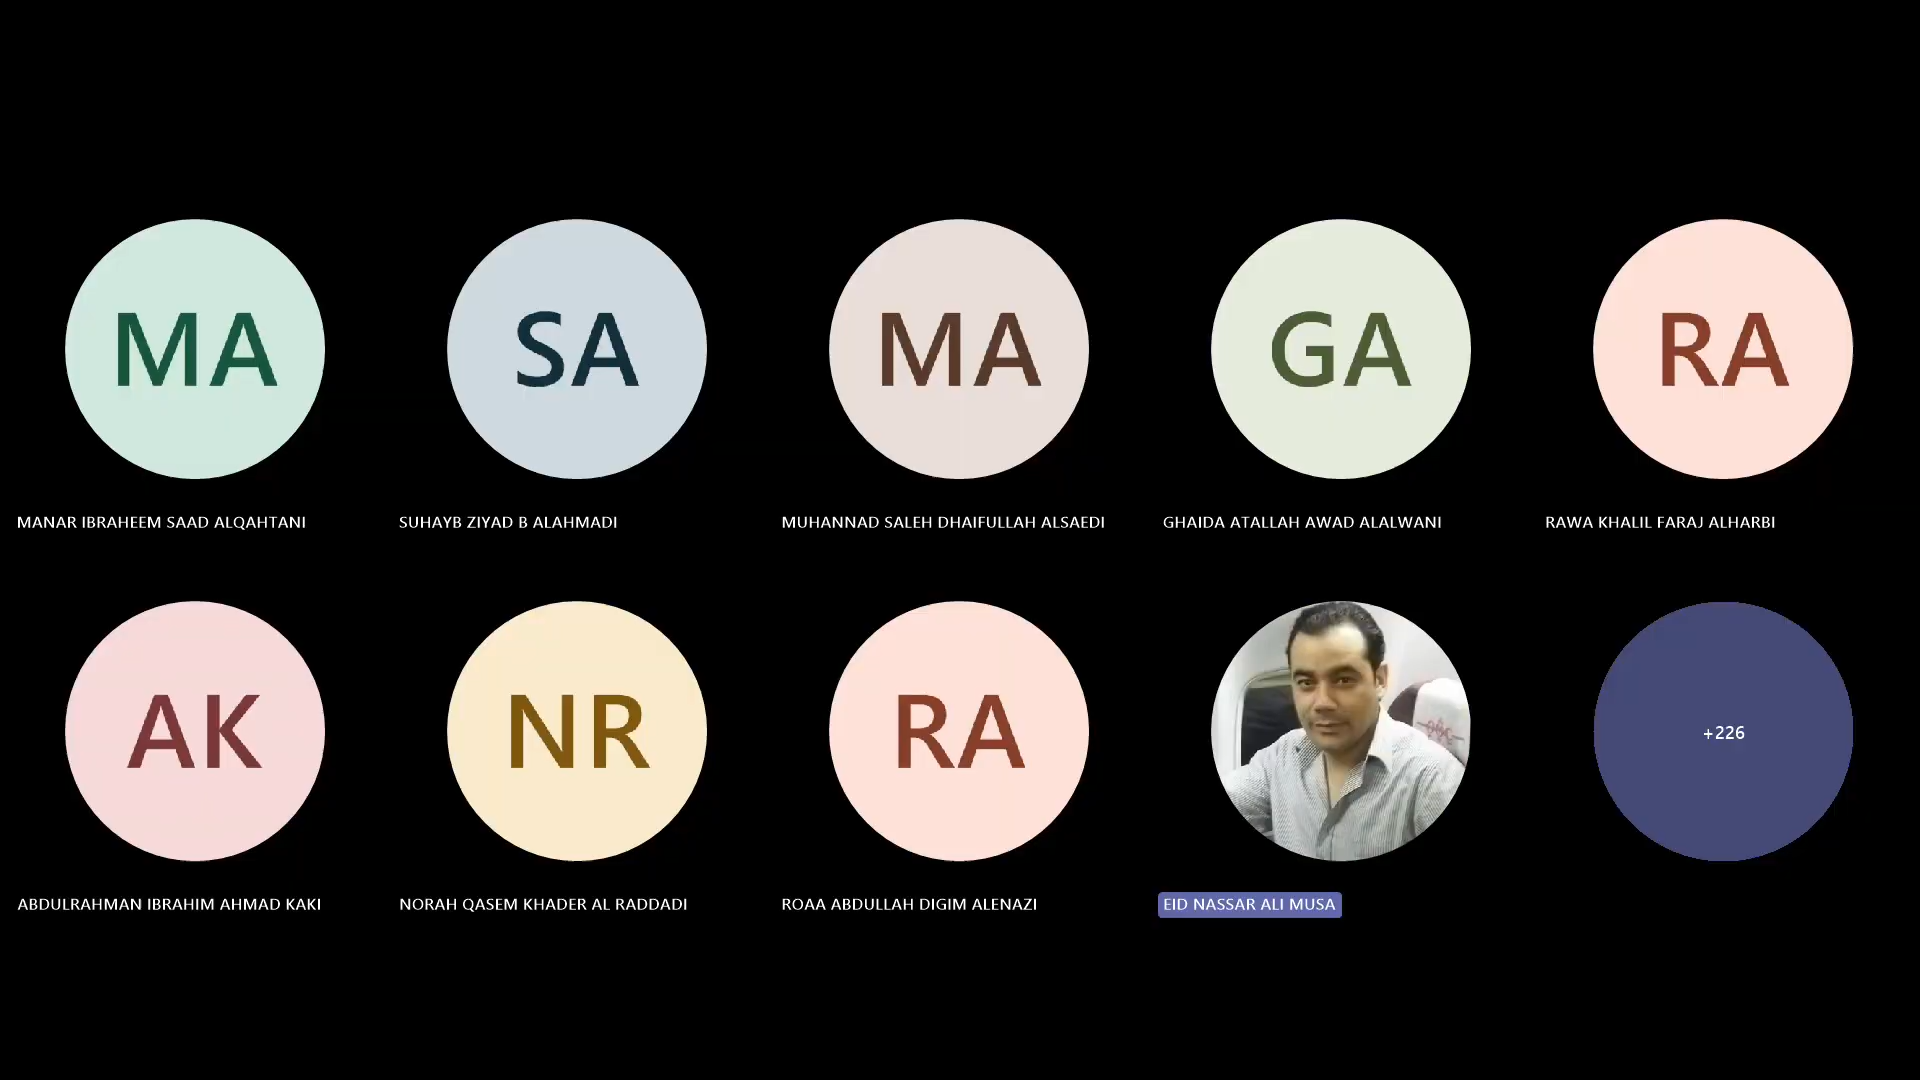 MA
SA
MA
GA
RA
MANAR IBRAHEEM SAAD ALQAHTANI
SUHAYB ZIYAD B ALAHMADI
MUHANNAD SALEH DHAIFULLAH ALSAEDI
GHAIDA ATALLAH AWAD ALALWANI
RAWA KHALIL FARAJ ALHARBI
AK
NR
RA
+226
ABDULRAHMAN IBRAHIM AHMAD KAKI
NORAH QASEM KHADER AL RADDADI
ROAA ABDULLAH DIGIM ALENAZI
EID NASSAR ALI MUSA